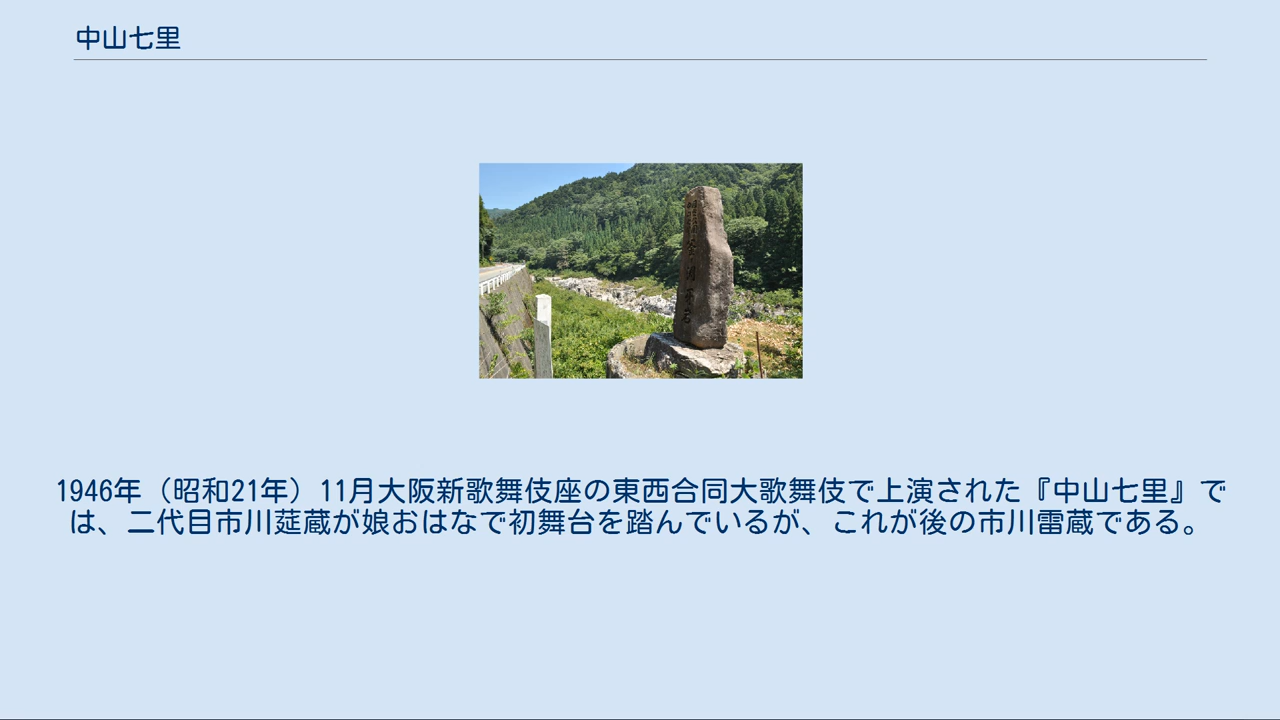 中山七里
1946年（昭和21年）11月大阪新歌舞伎座の東西合同大歌舞伎で上演された『中山七里』で
は、二代目市川莚蔵が娘おはなで初舞台を踏んでいるが、これが後の市川雷蔵である。